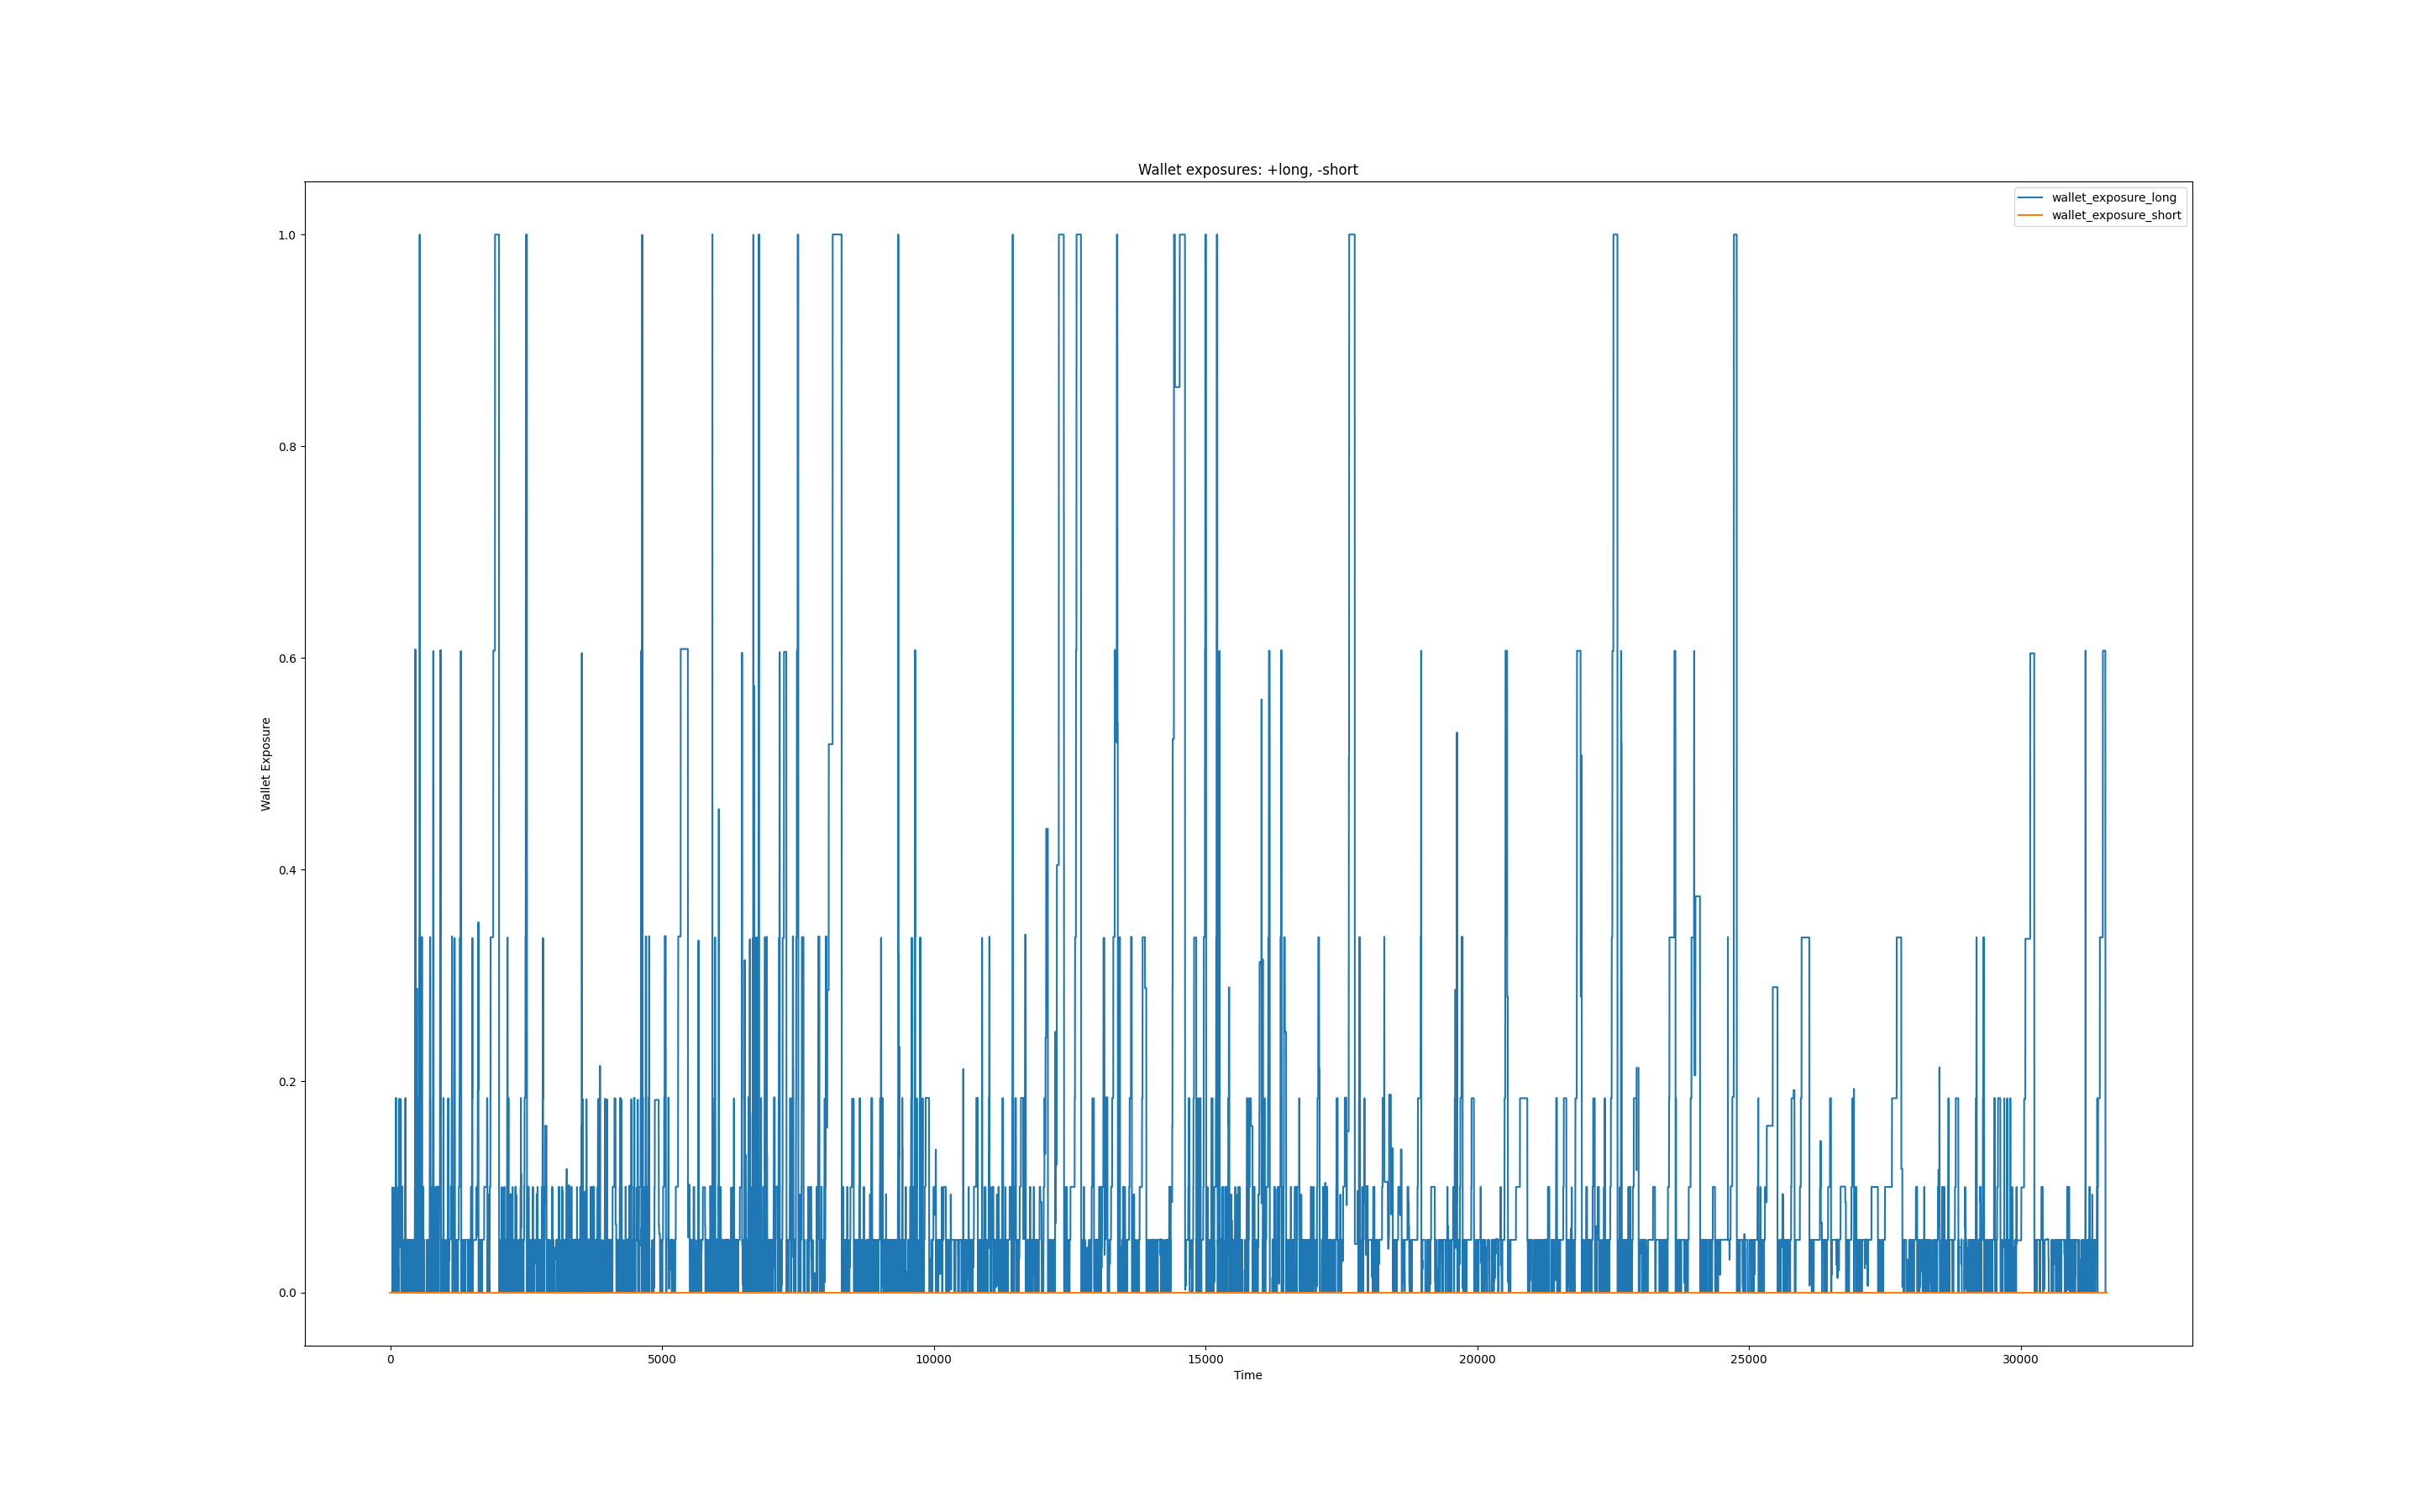 Wallet exposures: +long, -short
wallet_exposure_long
wallet_exposure_short
1.0
0.8
0.6
0.4
0.2
0.0
Wallet Exposure
0 5000 10000 15000 20000 25000 30000
Time